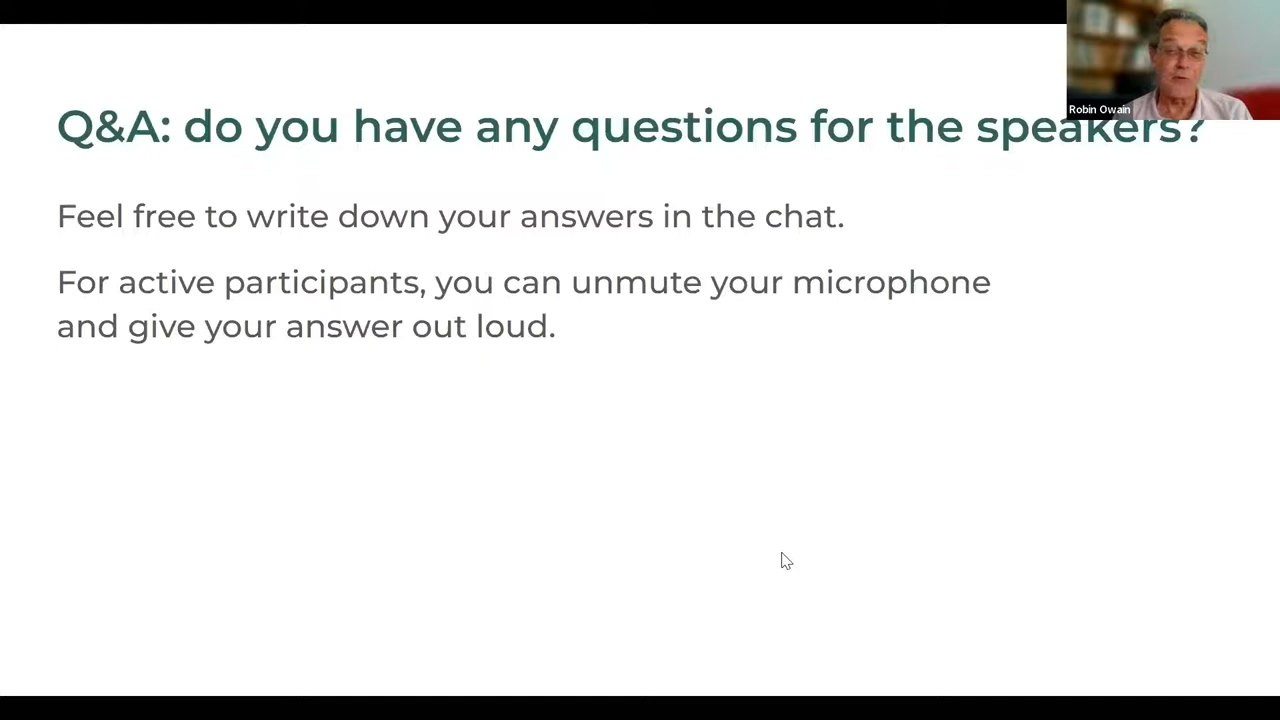 Q&A: do you have any questions for the speakers?
Robin Owain
Feel free to write down your answers in the chat.
For active participants, you can unmute your microphone
and give your answer out loud.